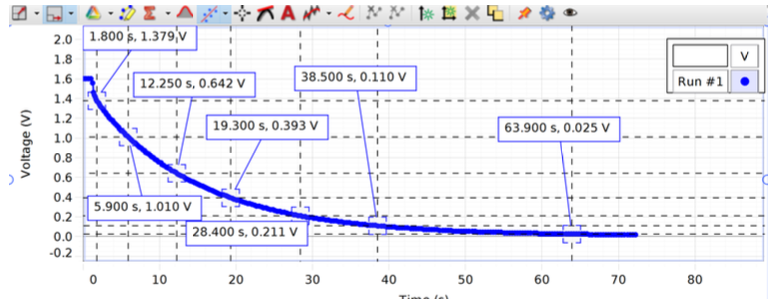 2.0
1.800 s, 1.379 V
1.8
V
1.6
12.250 s, 0.642 V
38.500 s, 0.110 V
Run #1
1.4
1.2
19.300 s, 0.393 V
63.900 s, 0.025 V
1.0
0.8
0.6
0.4
5.900 s, 1.010 V
0.2
28.400 s, 0.211 V
0.0
-0.2
Voltage (V)
0 10 20 30 40 50 60 70 80
Time (s)